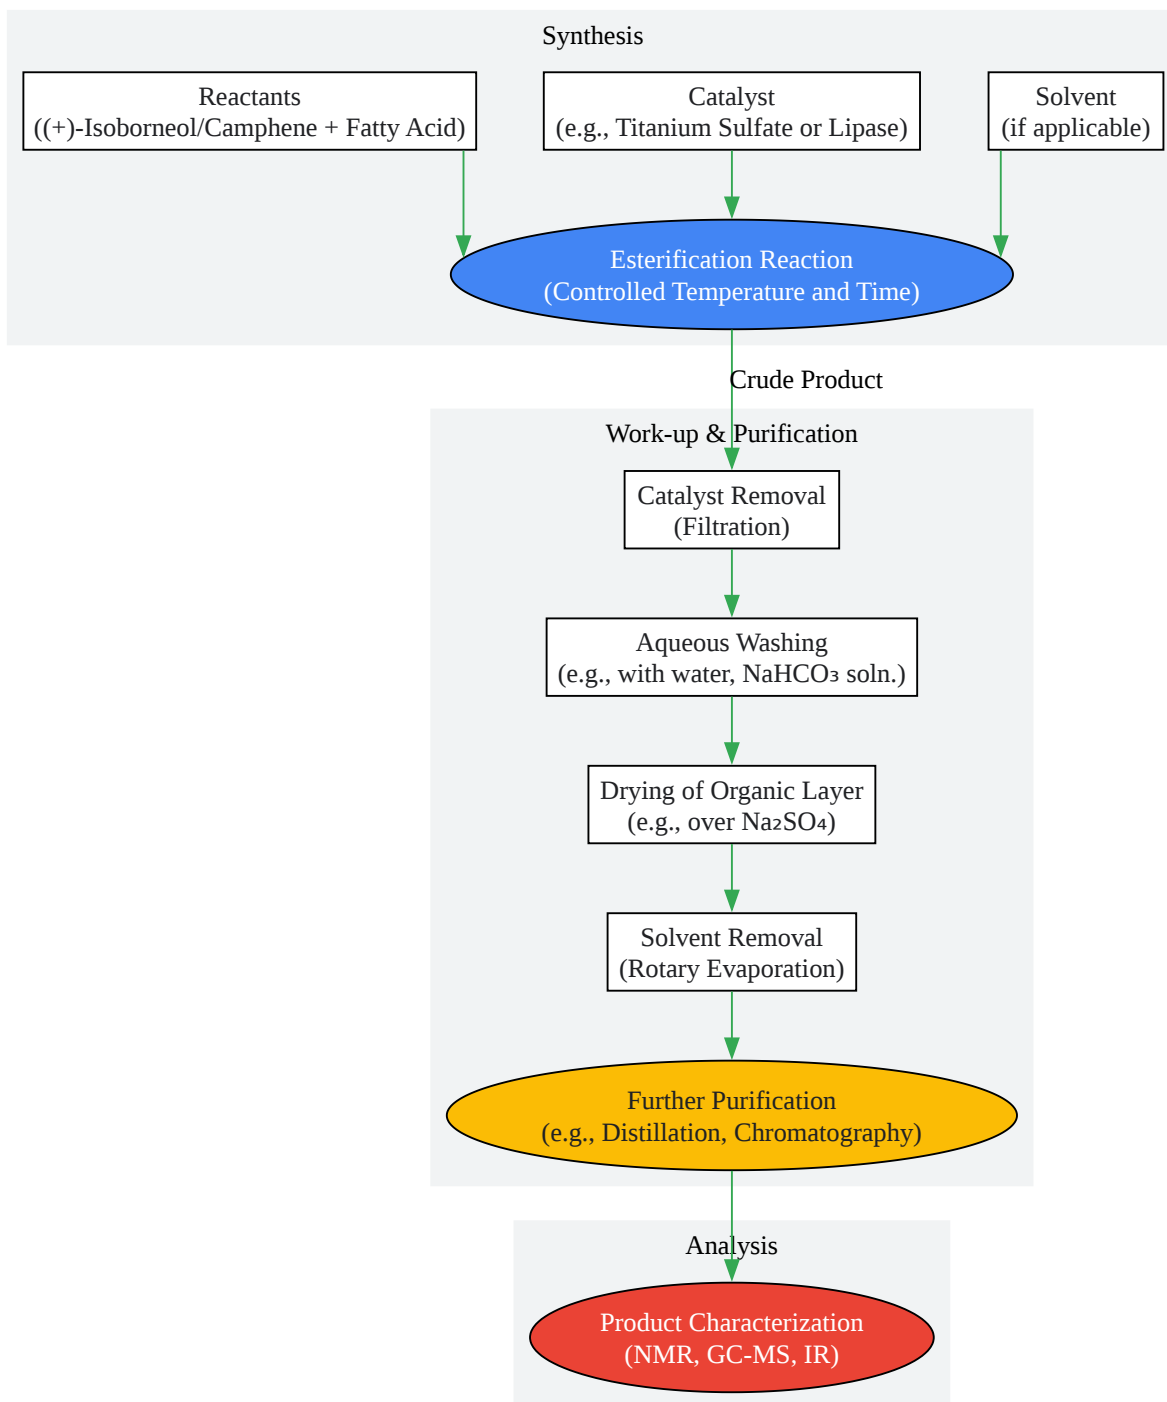 Synthesis
Reactants
((+)-Isoborneol/Camphene + Fatty Acid)
Catalyst
(e.g., Titanium Sulfate or Lipase)
Solvent
(if applicable)
Esterification Reaction
(Controlled Temperature and Time)
Crude Product
Work-up & Purification
Catalyst Removal
(Filtration)
Aqueous Washing
(e.g., with water, NaHCO₃ soln.)
Drying of Organic Layer
(e.g., over Na₂SO₄)
Solvent Removal
(Rotary Evaporation)
Further Purification
(e.g., Distillation, Chromatography)
Analysis
Product Characterization
(NMR, GC-MS, IR)